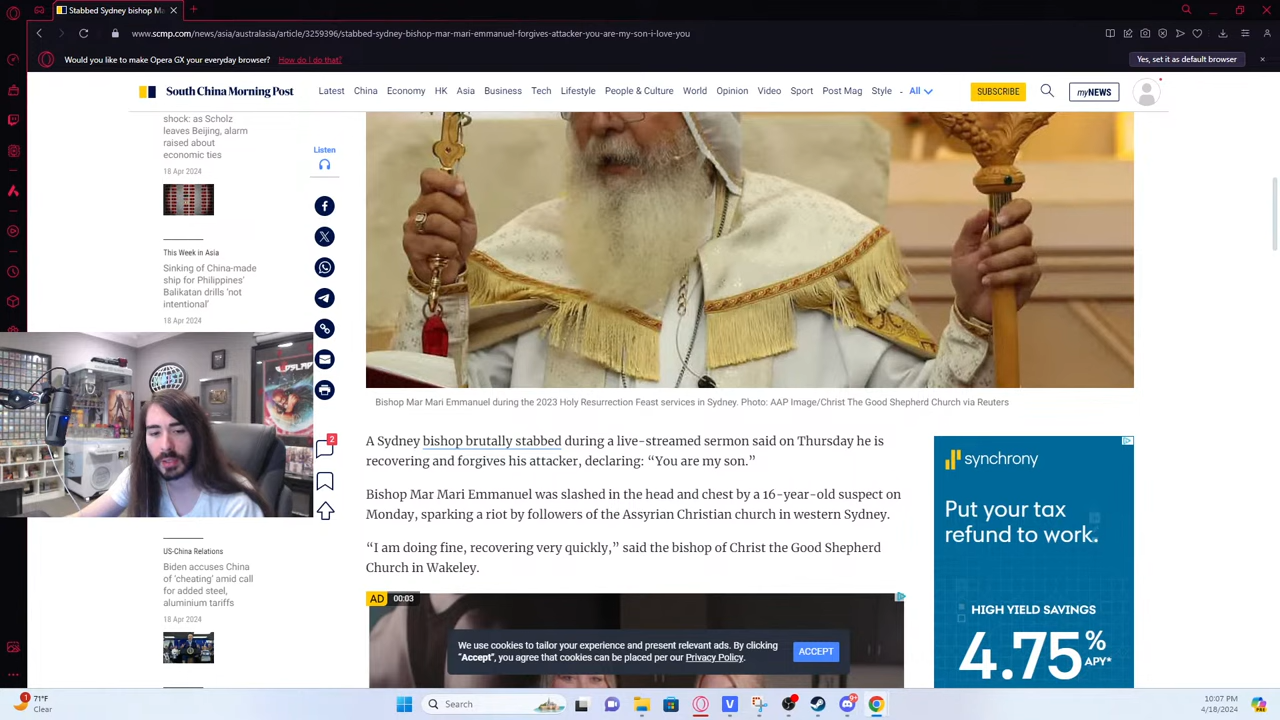 Stabbed Sydney bishop Mar M
www.scmp.com/news/australasia/article/3259396/stabbed-sydney-bishop-mar-mari-emmanuel-forgives-attacker-you-are-my-son-love-you
Would you like to make Opera GX your everyday browser? How do I do that?
Yes, set it as default browser
South China Morning Post
Latest China Economy HK Asia Business Tech Lifestyle People & Culture World Opinion Video Sport Post Mag Style - All
SUBSCRIBE
myNEWS
shock: as Scholz
leaves Beijing, alarm
raised about
economic ties
18 Apr 2024
This Week in Asia
Sinking of China-made
ship for Philippines'
Balikatan drills 'not
intentional'
18 Apr 2024
US-China Relations
Biden accuses China
of 'cheating' amid call
for added steel,
aluminium tariffs
18 Apr 2024
Listen
2
Bishop Mar Mari Emmanuel during the 2023 Holy Resurrection Feast services in Sydney. Photo: AAP Image/Christ The Good Shepherd Church via Reuters
A Sydney bishop brutally stabbed during a live-streamed sermon said on Thursday he is
recovering and forgives his attacker, declaring: “You are my son.”
Bishop Mar Mari Emmanuel was slashed in the head and chest by a 16-year-old suspect on
Monday, sparking a riot by followers of the Assyrian Christian church in western Sydney.
“I am doing fine, recovering very quickly,” said the bishop of Christ the Good Shepherd
Church in Wakeley.
AD 00:03
We use cookies to tailor your experience and present relevant ads. By clicking
“Accept”, you agree that cookies can be placed per our Privacy Policy.
ACCEPT
synchrony
Put your tax
refund to work.
HIGH YIELD SAVINGS
4.75% APY*
1
71°F
Clear
Search
9+
10:07 PM
4/18/2024